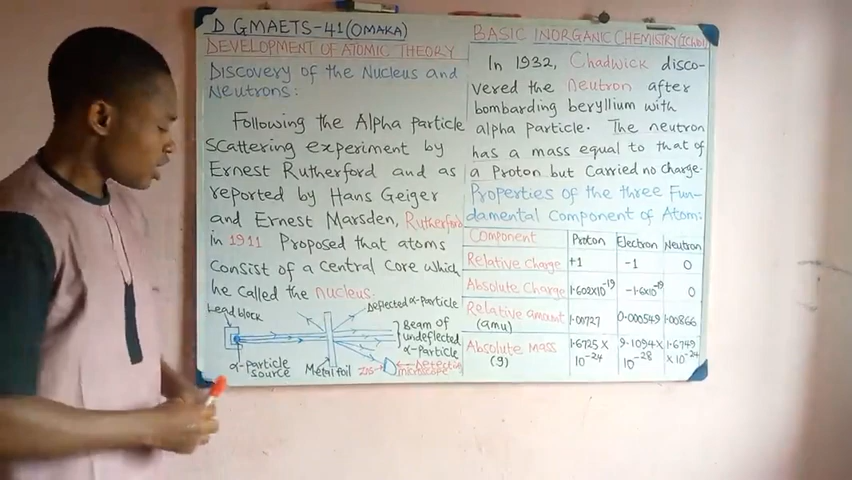 D GMAETS-41(OMAKA)
DEVELOPMENT OF ATOMIC THEORY
DISCOVERY OF THE NUCLEUS AND
NEUTRONS:
Following the Alpha particle
Scattering experiment by
Ernest Rutherford and as
reported by Hans Geiger
and Ernest Marsden, Rutherford
in 1911 Proposed that atoms
Consist of a central Core which
he called the nucleus.
Lead block
Deflected α-particle
Beam of
undeflected
α-particle
α-particle
source
Metal foil
ZnS
Detective
microscope
BASIC INORGANIC CHEMISTRY
In 1932, Chadwick disco-
vered the neutron after
bombarding beryllium with
alpha particle. The neutron
has a mass equal to that of
a Proton but Carried no charge.
Properties of the three Fun-
damental Component of Atom:
Component Proton Electron Neutron
Relative Charge +1 -1 0
Absolute Charge 1.602x10⁻¹⁹ -1.6x10⁻¹⁹ 0
Relative amount 1.00727 0.000549 1.00866
(amu)
Absolute Mass 1.6725 x 9.1094x 1.6749
(g) 10⁻²⁴ 10⁻²⁸ x 10⁻²⁴